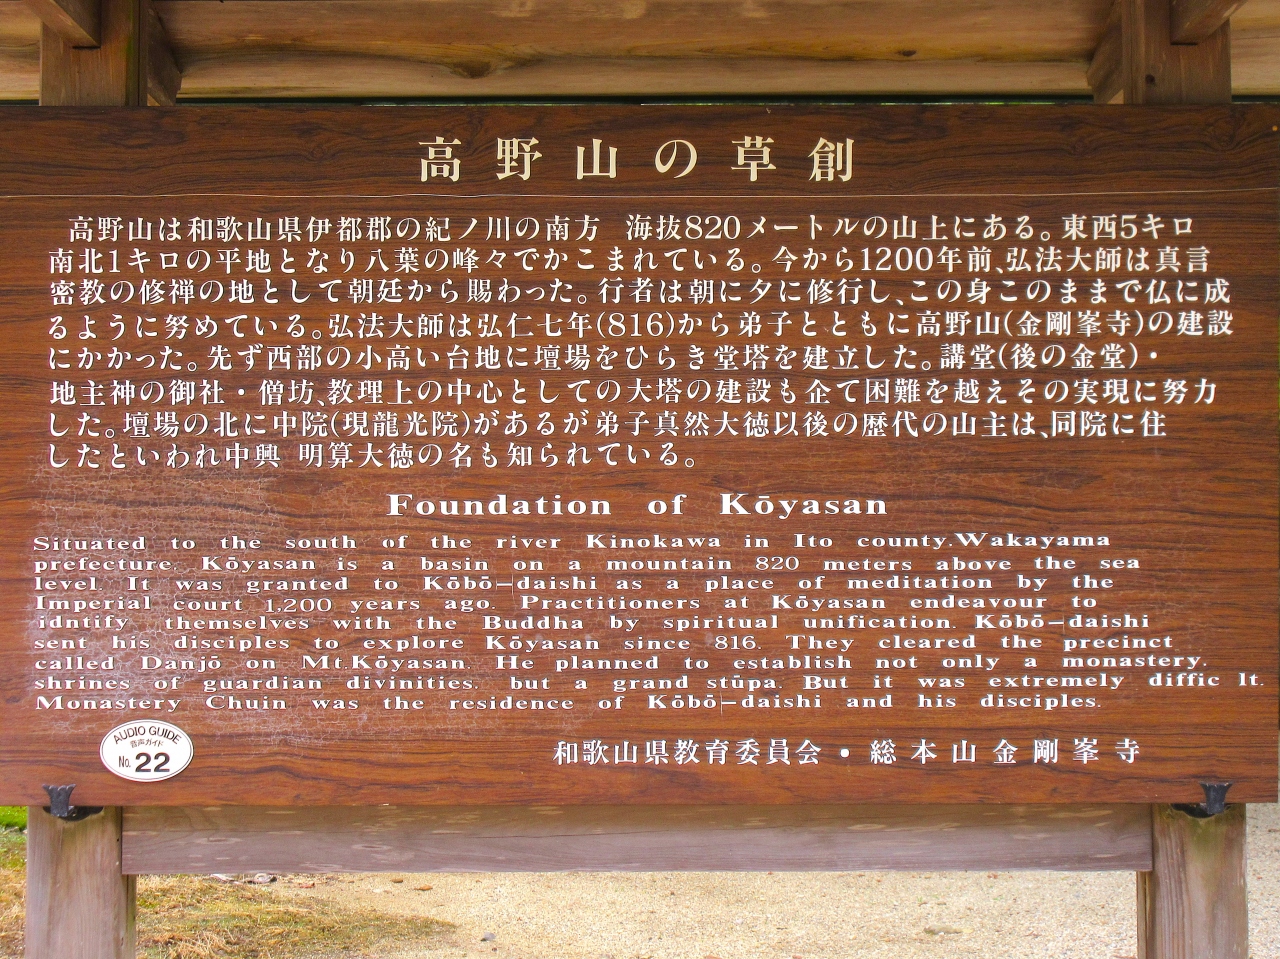 高野山の草創
高野山は和歌山県伊都郡の紀ノ川の南方　海抜820メートルの山上にある。東西5キロ
南北1キロの平地となり八葉の峰々でかこまれている。今から1200年前、弘法大師は真言
密教の修禅の地として朝廷から賜わった。行者は朝に夕に修行し、この身このままで仏に成
るように努めている。弘法大師は弘仁七年(816)から弟子とともに高野山(金剛峯寺)の建設
にかかった。先ず西部の小高い台地に壇場をひらき堂塔を建立した。講堂(後の金堂)・
地主神の御社・僧坊、教理上の中心としての大塔の建設も企て困難を越えその実現に努力
した。壇場の北に中院(現龍光院)があるが弟子真然大徳以後の歴代の山主は、同院に住
したといわれ中興 明算大徳の名も知られている。
Foundation of Kōyasan
Situated to the south of the river Kinokawa in Ito county.Wakayama
prefecture, Kōyasan is a basin on a mountain 820 meters above the sea
level. It was granted to Kōbō-daishi as a place of meditation by the
Imperial court 1,200 years ago. Practitioners at Kōyasan endeavour to
idntify themselves with the Buddha by spiritual unification. Kōbō-daishi
sent his disciples to explore Kōyasan since 816. They cleared the precinct
called Danjō on Mt.Kōyasan. He planned to establish not only a monastery.
shrines of guardian divinities. but a grand stūpa. But it was extremely diffic lt.
Monastery Chuin was the residence of Kōbō-daishi and his disciples.
AUDIO GUIDE
音声ガイド
No. 22
和歌山県教育委員会・総本山金剛峯寺